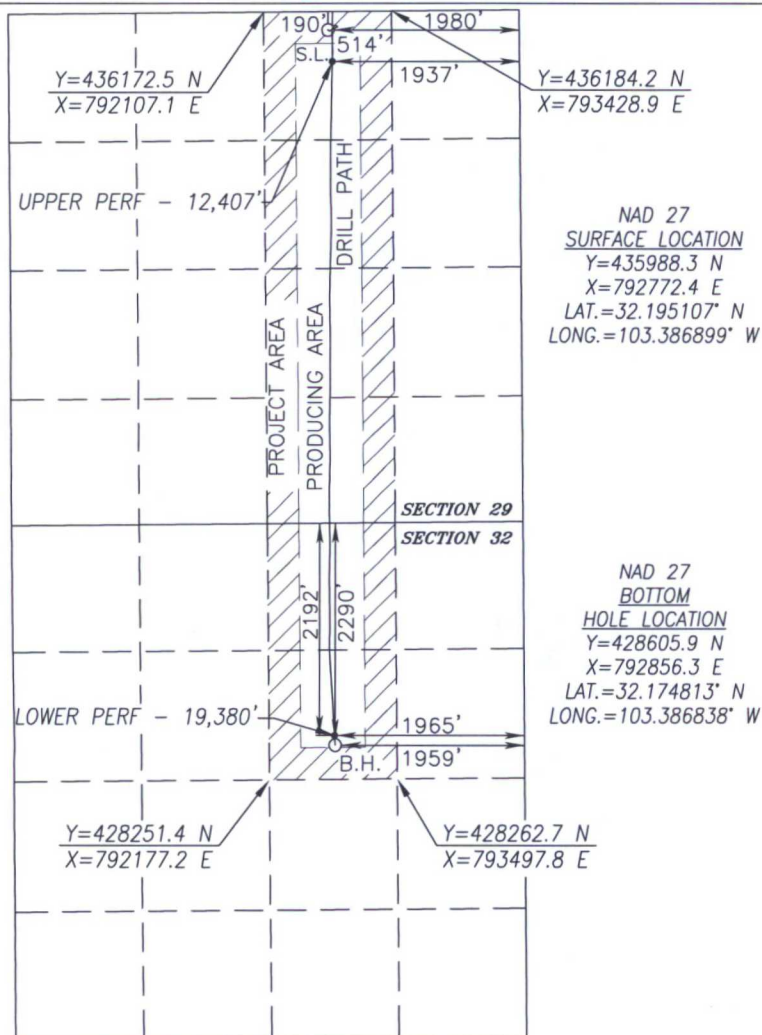 190'
1980'
S.L.
514'
1937'
Y=436172.5 N
X=792107.1 E
Y=436184.2 N
X=793428.9 E
UPPER PERF - 12,407'
DRILL PATH
NAD 27
SURFACE LOCATION
Y=435988.3 N
X=792772.4 E
LAT.=32.195107° N
LONG.=103.386899° W
PROJECT AREA
PRODUCING AREA
SECTION 29
SECTION 32
2192'
2290'
NAD 27
BOTTOM
HOLE LOCATION
Y=428605.9 N
X=792856.3 E
LAT.=32.174813° N
LONG.=103.386838° W
LOWER PERF - 19,380'
1965'
1959'
B.H.
Y=428251.4 N
X=792177.2 E
Y=428262.7 N
X=793497.8 E